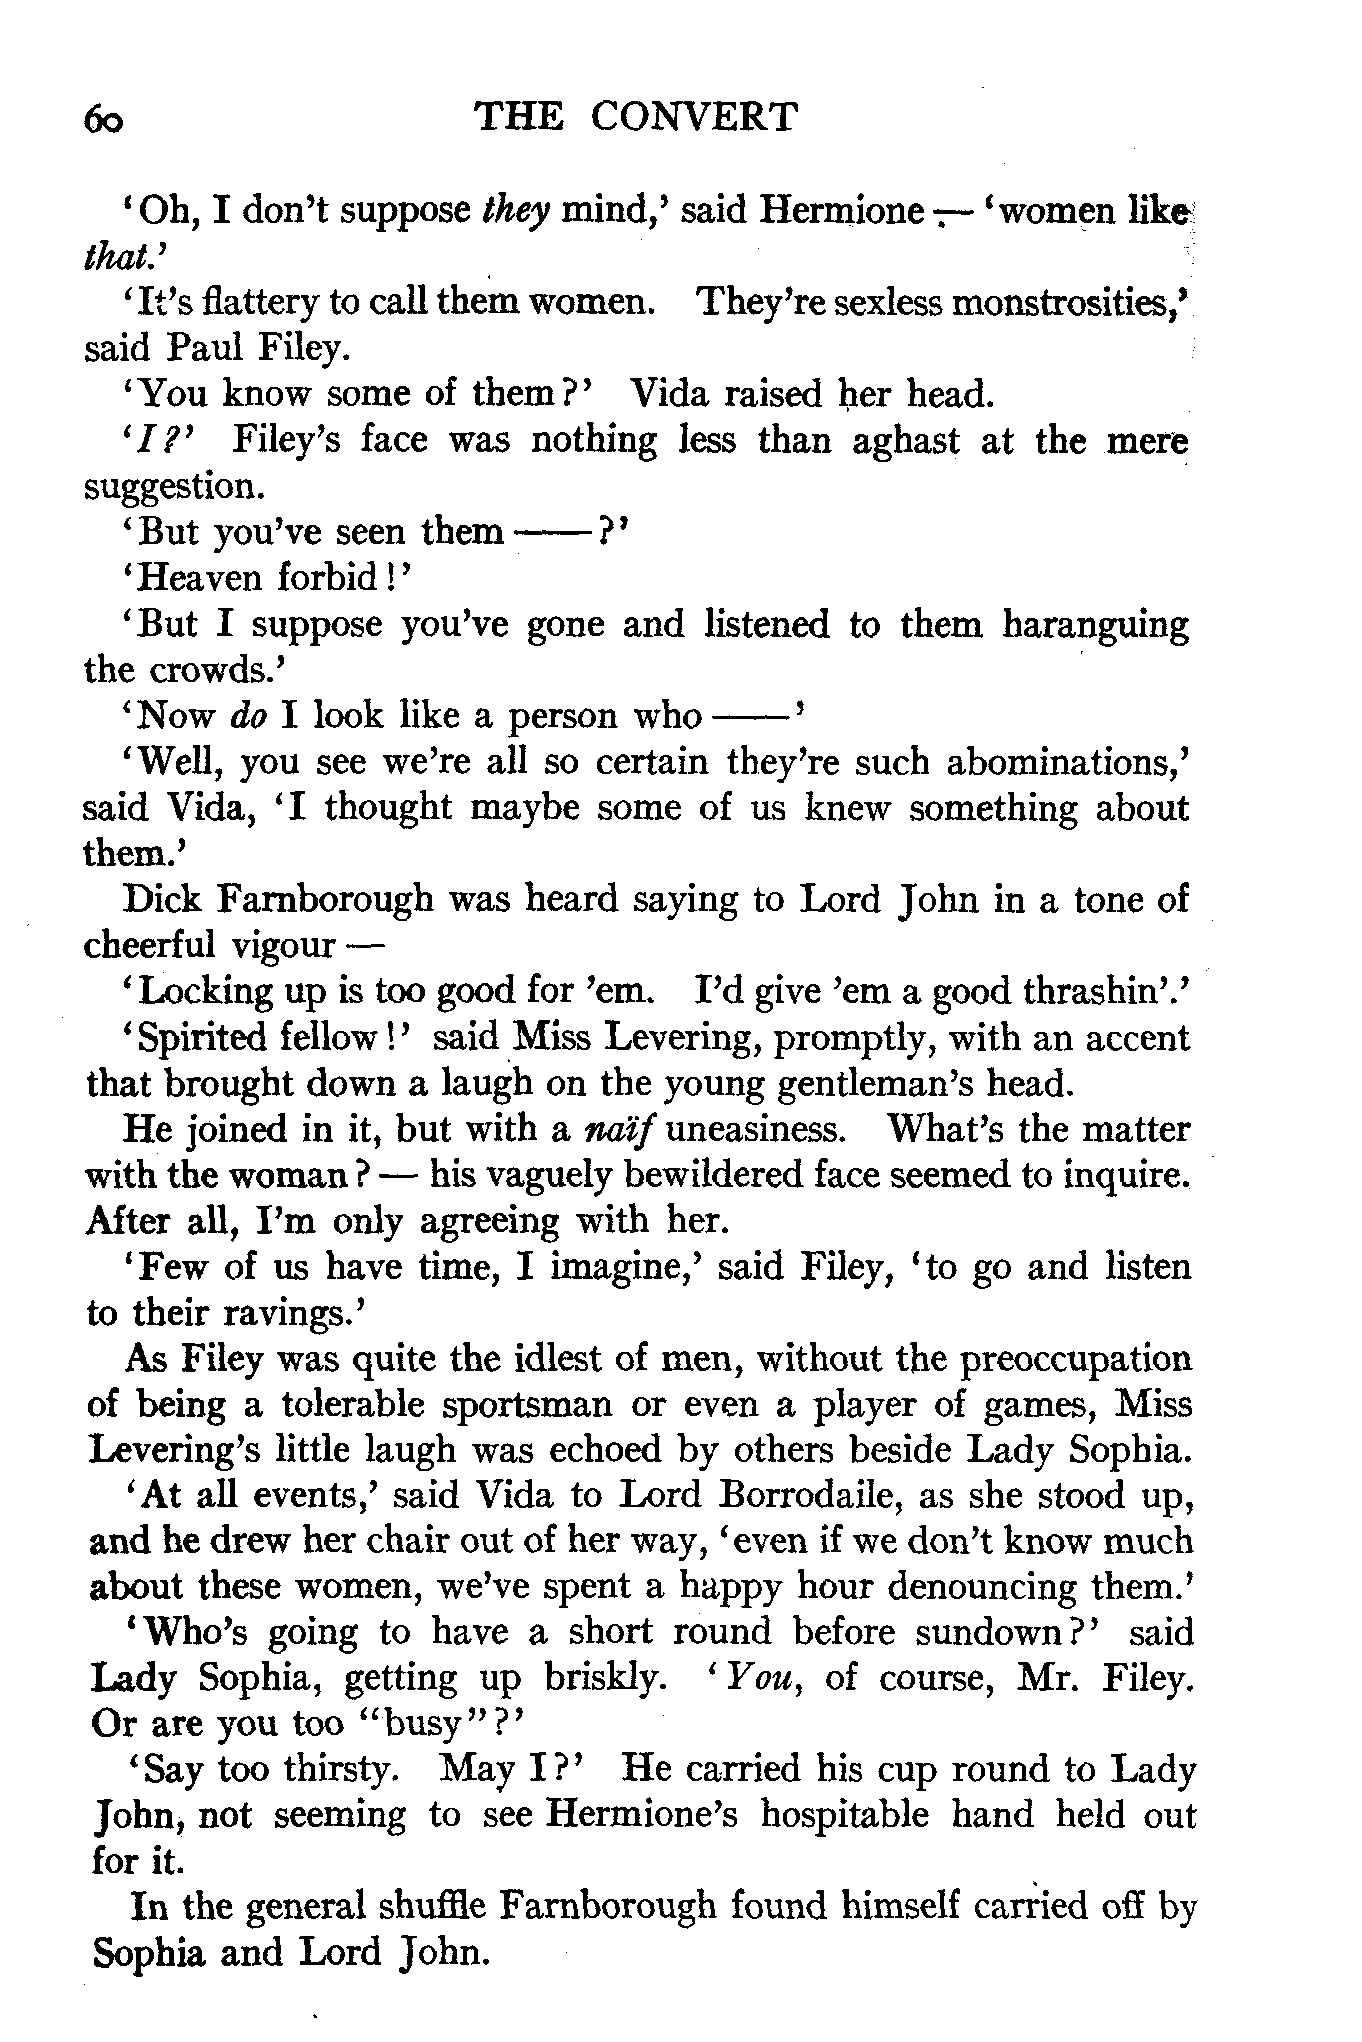 60 THE CONVERT
‘Oh, I don’t suppose they mind,’ said Hermione — ‘women like
that.’
‘It’s flattery to call them women. They’re sexless monstrosities,’
said Paul Filey.
‘You know some of them?’ Vida raised her head.
‘I?’ Filey’s face was nothing less than aghast at the mere
suggestion.
‘But you’ve seen them ——?’
‘Heaven forbid!’
‘But I suppose you’ve gone and listened to them haranguing
the crowds.’
‘Now do I look like a person who ——’
‘Well, you see we’re all so certain they’re such abominations,’
said Vida, ‘I thought maybe some of us knew something about
them.’
Dick Farnborough was heard saying to Lord John in a tone of
cheerful vigour —
‘Locking up is too good for ’em. I’d give ’em a good thrashin’.’
‘Spirited fellow!’ said Miss Levering, promptly, with an accent
that brought down a laugh on the young gentleman’s head.
He joined in it, but with a naïf uneasiness. What’s the matter
with the woman? — his vaguely bewildered face seemed to inquire.
After all, I’m only agreeing with her.
‘Few of us have time, I imagine,’ said Filey, ‘to go and listen
to their ravings.’
As Filey was quite the idlest of men, without the preoccupation
of being a tolerable sportsman or even a player of games, Miss
Levering’s little laugh was echoed by others beside Lady Sophia.
‘At all events,’ said Vida to Lord Borrodaile, as she stood up,
and he drew her chair out of her way, ‘even if we don’t know much
about these women, we’ve spent a happy hour denouncing them.’
‘Who’s going to have a short round before sundown?’ said
Lady Sophia, getting up briskly. ‘You, of course, Mr. Filey.
Or are you too “busy”?’
‘Say too thirsty. May I?’ He carried his cup round to Lady
John, not seeming to see Hermione’s hospitable hand held out
for it.
In the general shuffle Farnborough found himself carried off by
Sophia and Lord John.